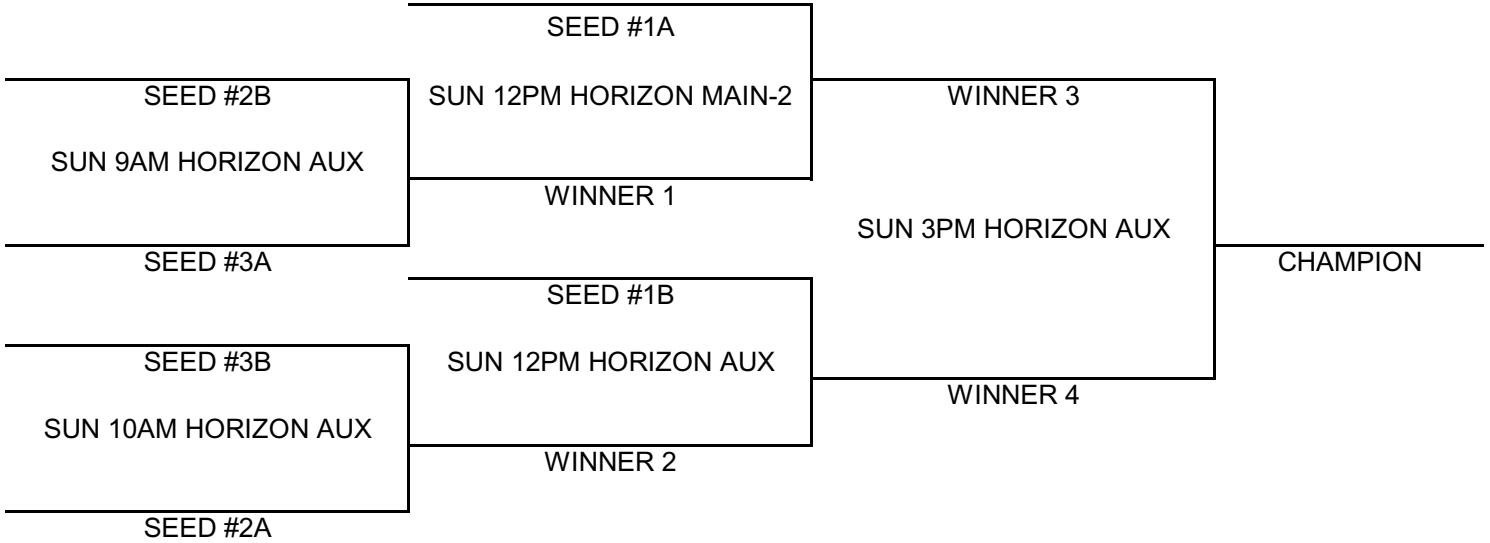 SEED #1A
SEED #2B
SUN 12PM HORIZON MAIN-2
WINNER 3
SUN 9AM HORIZON AUX
WINNER 1
SUN 3PM HORIZON AUX
SEED #3A
CHAMPION
SEED #1B
SEED #3B
SUN 12PM HORIZON AUX
WINNER 4
SUN 10AM HORIZON AUX
WINNER 2
SEED #2A